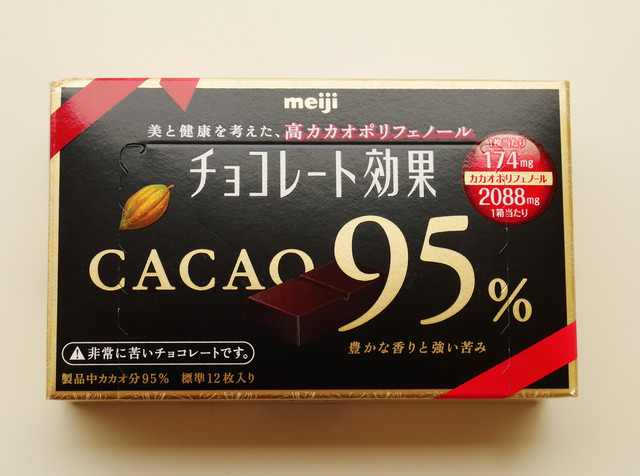 meiji
美と健康を考えた、高カカオポリフェノール
チョコレート効果
1枚当たり
174mg
カカオポリフェノール
2088mg
1箱当たり
CACAO 95%
豊かな香りと強い苦み
非常に苦いチョコレートです。
製品中カカオ分95% 標準12枚入り